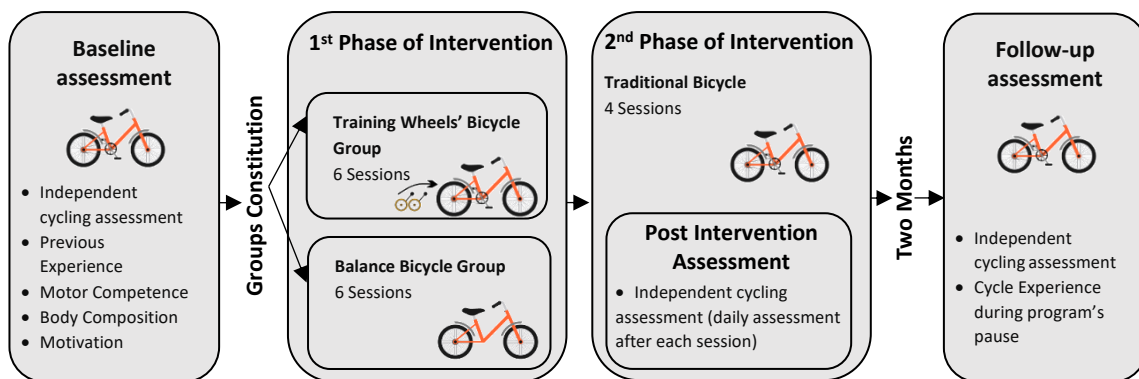 Baseline
assessment
• Independent
cycling assessment
• Previous
Experience
• Motor Competence
• Body Composition
• Motivation
Groups Constitution
1st Phase of Intervention
Training Wheels’ Bicycle
Group
6 Sessions
Balance Bicycle Group
6 Sessions
2nd Phase of Intervention
Traditional Bicycle
4 Sessions
Post Intervention
Assessment
• Independent cycling
assessment (daily assessment
after each session)
Two Months
Follow-up
assessment
• Independent
cycling assessment
• Cycle Experience
during program’s
pause